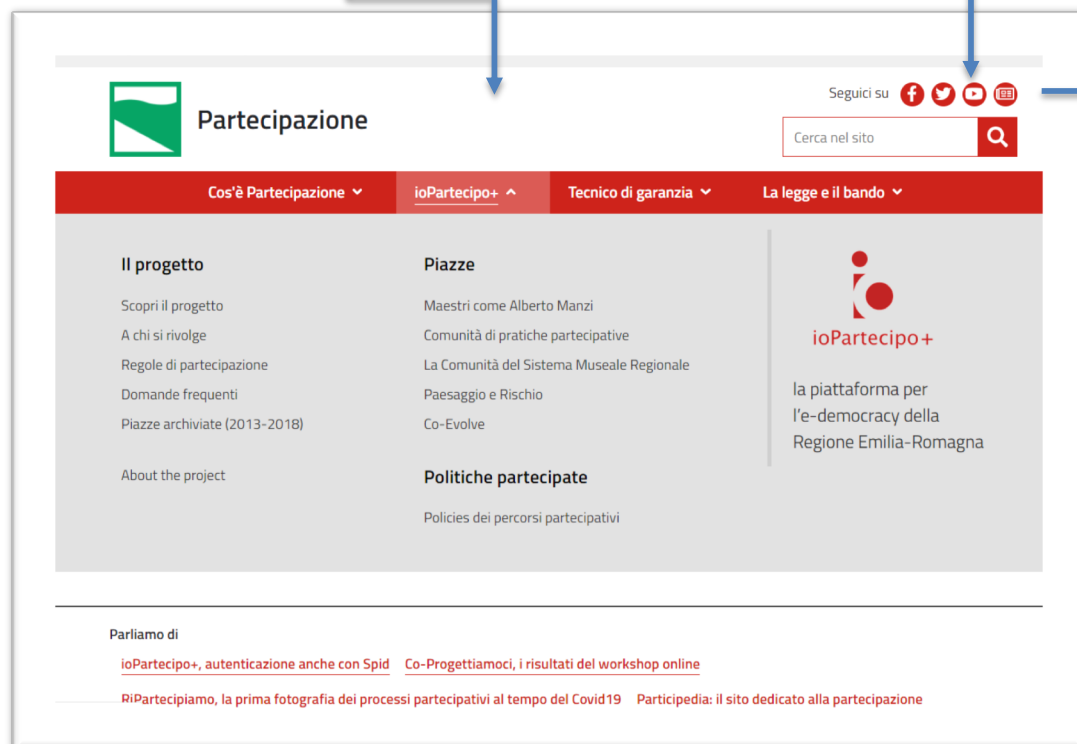 Seguici su
Partecipazione
Cerca nel sito
Cos'è Partecipazione
ioPartecipo+
Tecnico di garanzia
La legge e il bando
Il progetto
Scopri il progetto
A chi si rivolge
Regole di partecipazione
Domande frequenti
Piazze archiviate (2013-2018)
About the project
Piazze
Maestri come Alberto Manzi
Comunità di pratiche partecipative
La Comunità del Sistema Museale Regionale
Paesaggio e Rischio
Co-Evolve
Politiche partecipate
Policies dei percorsi partecipativi
io
ioPartecipo+
la piattaforma per
l'e-democracy della
Regione Emilia-Romagna
Parliamo di
ioPartecipo+, autenticazione anche con Spid Co-Progettiamoci, i risultati del workshop online
RiPartecipiamo, la prima fotografia dei processi partecipativi al tempo del Covid19 Participedia: il sito dedicato alla partecipazione